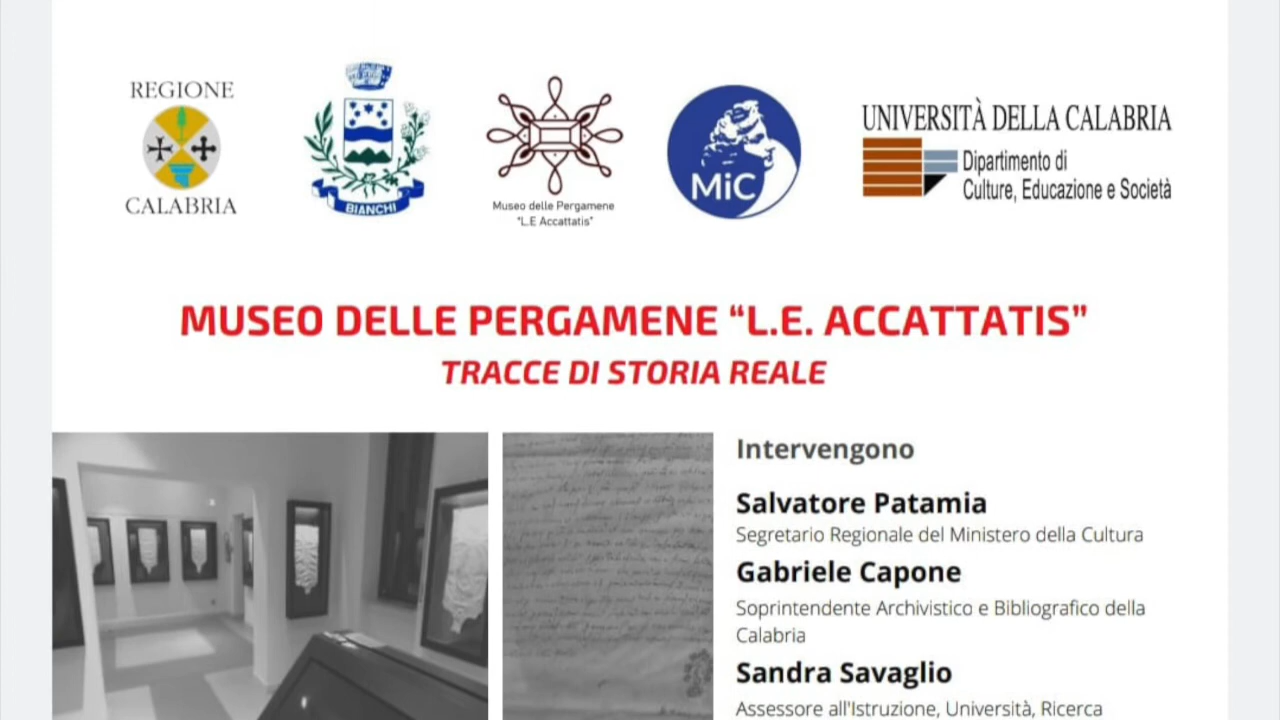 REGIONE
CALABRIA
BIANCHI
Museo delle Pergamene
"L.E Accattatis"
MiC
UNIVERSITÀ DELLA CALABRIA
Dipartimento di
Culture, Educazione e Società
MUSEO DELLE PERGAMENE “L.E. ACCATTATIS”
TRACCE DI STORIA REALE
Intervengono
Salvatore Patamia
Segretario Regionale del Ministero della Cultura
Gabriele Capone
Soprintendente Archivistico e Bibliografico della
Calabria
Sandra Savaglio
Assessore all'Istruzione, Università, Ricerca